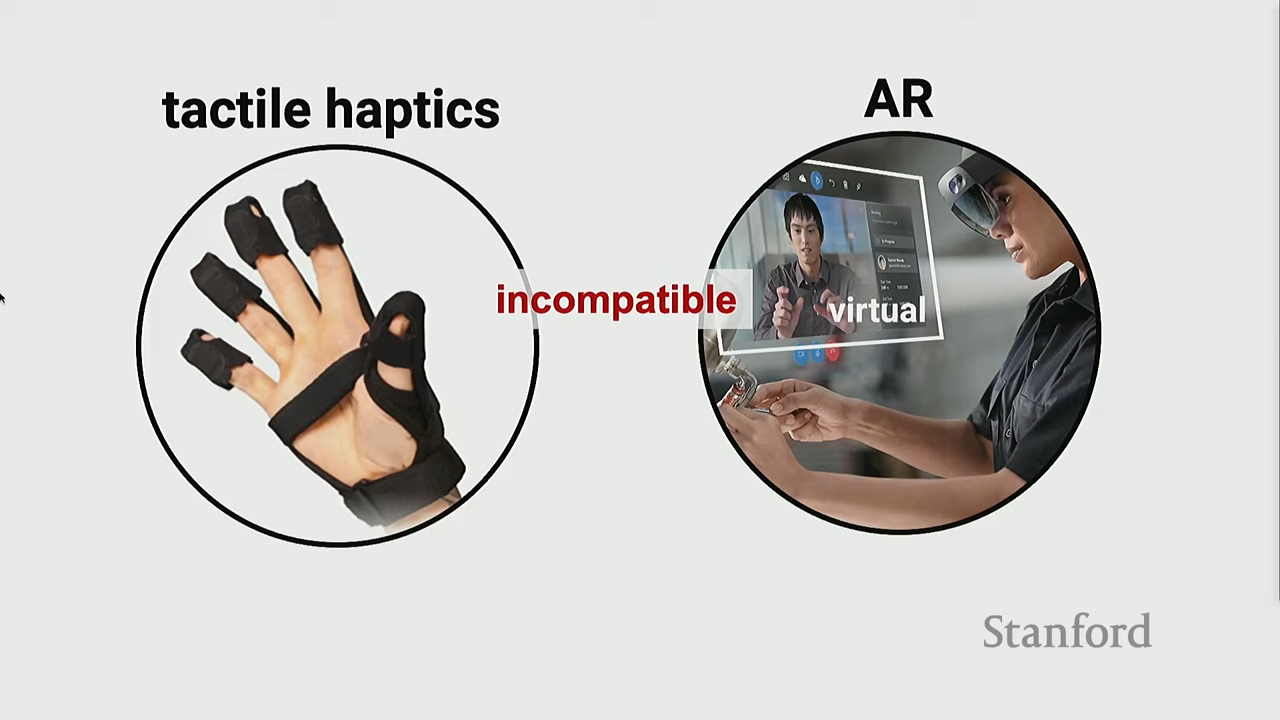 tactile haptics
AR
incompatible
virtual
Stanford